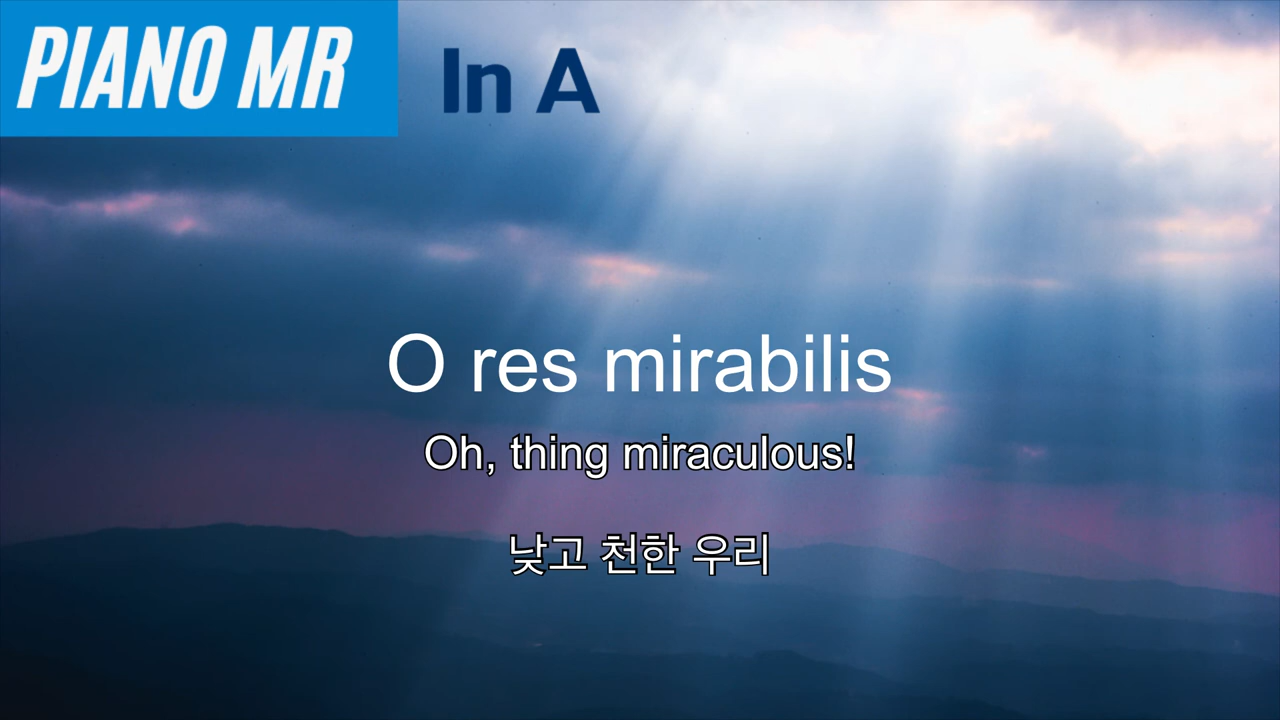 PIANO MR
In A
O res mirabilis
Oh, thing miraculous!
낮고 천한 우리